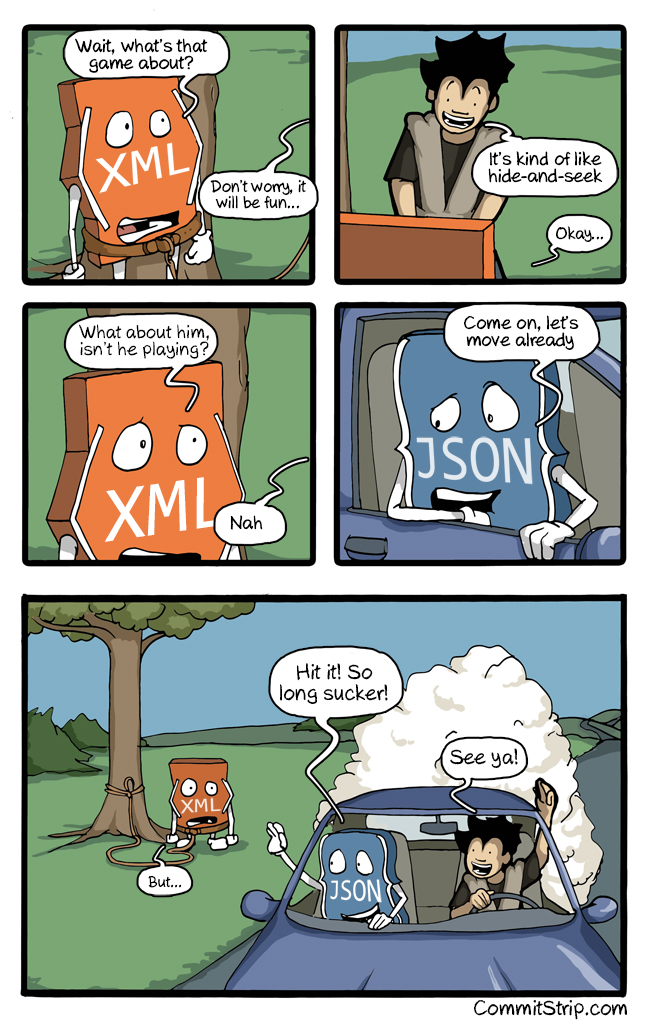 Wait, what's that
game about?
XML
Don't worry, it
will be fun...
It's kind of like
hide-and-seek
Okay...
What about him,
isn't he playing?
XML
Nah
Come on, let's
move already
JSON
Hit it! So
long sucker!
See ya!
XML
But...
JSON
CommitStrip.com